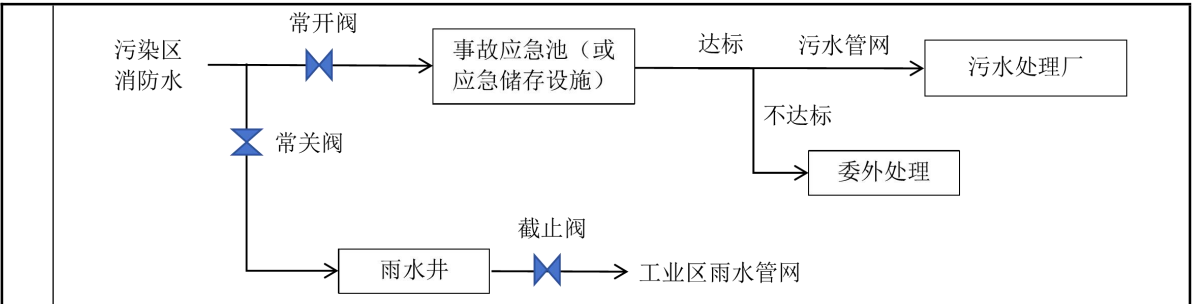 常开阀
污染区
消防水
事故应急池（或
应急储存设施）
达标
污水管网
污水处理厂
不达标
常关阀
委外处理
截止阀
雨水井
工业区雨水管网